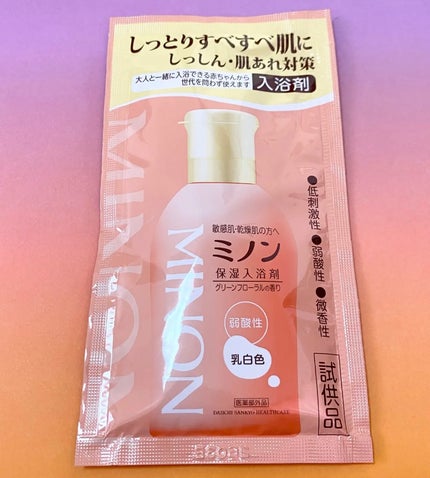 しっとりすべすべ肌に
しっしん・肌あれ対策
大人と一緒に入浴できる赤ちゃんから
世代を問わず使えます
入浴剤
MINON
敏感肌・乾燥肌の方へ
ミノン
保湿入浴剤
グリーンフローラルの香り
弱酸性
乳白色
医薬部外品
DAIICHI SANKYO HEALTHCARE
MINON
●低刺激性
●弱酸性
●微香性
試供品